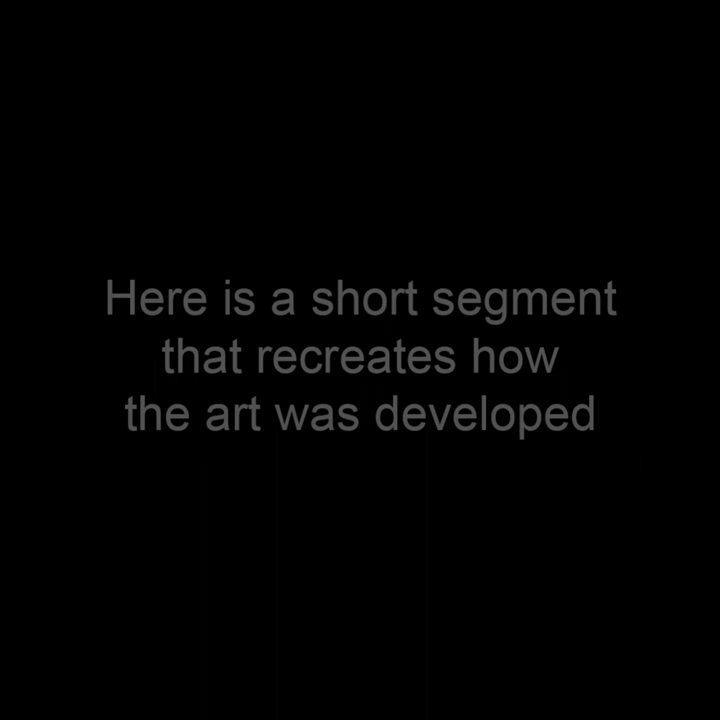 Here is a short segment
that recreates how
the art was developed